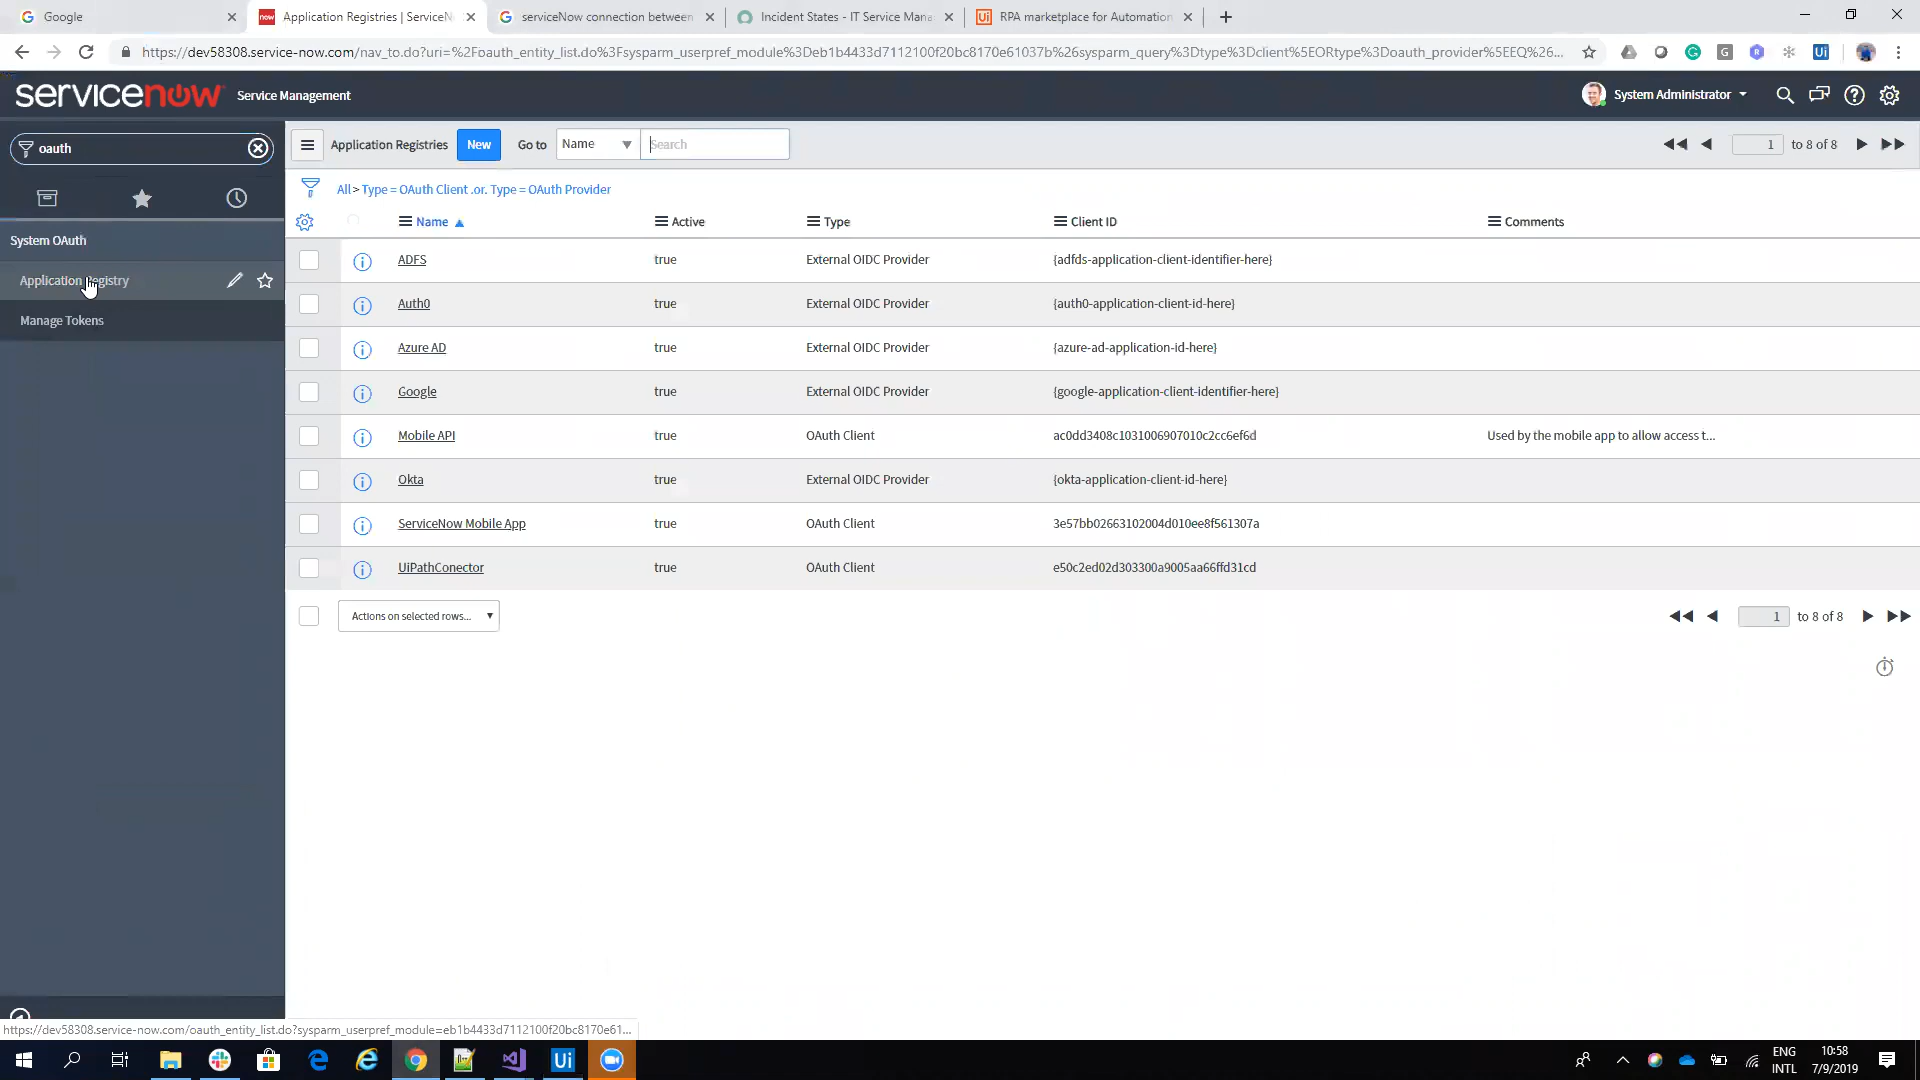 Google
now Application Registries | ServiceN
serviceNow connection between
Incident States - IT Service Mana
Ui RPA marketplace for Automation
https://dev58308.service-now.com/nav_to.do?uri=%2Foauth_entity_list.do%3Fsysparm_userpref_module%3Deb1b4433d7112100f20bc8170e61037b%26sysparm_query%3Dtype%3Dclient%5EORtype%3Doauth_provider%5EEQ%26...
servicenow Service Management
System Administrator
oauth
Application Registries New Go to Name Search
1 to 8 of 8
All > Type = OAuth Client .or. Type = OAuth Provider
Name Active Type Client ID Comments
System OAuth
Application Registry
Manage Tokens
ADFS true External OIDC Provider {adfds-application-client-identifier-here}
Auth0 true External OIDC Provider {auth0-application-client-id-here}
Azure AD true External OIDC Provider {azure-ad-application-id-here}
Google true External OIDC Provider {google-application-client-identifier-here}
Mobile API true OAuth Client ac0dd3408c1031006907010c2cc6ef6d Used by the mobile app to allow access t...
Okta true External OIDC Provider {okta-application-client-id-here}
ServiceNow Mobile App true OAuth Client 3e57bb02663102004d010ee8f561307a
UiPathConector true OAuth Client e50c2ed02d303300a9005aa66ffd31cd
Actions on selected rows...
1 to 8 of 8
https://dev58308.service-now.com/oauth_entity_list.do?sysparm_userpref_module=eb1b4433d7112100f20bc8170e61...
Ui
ENG
INTL
10:58
7/9/2019